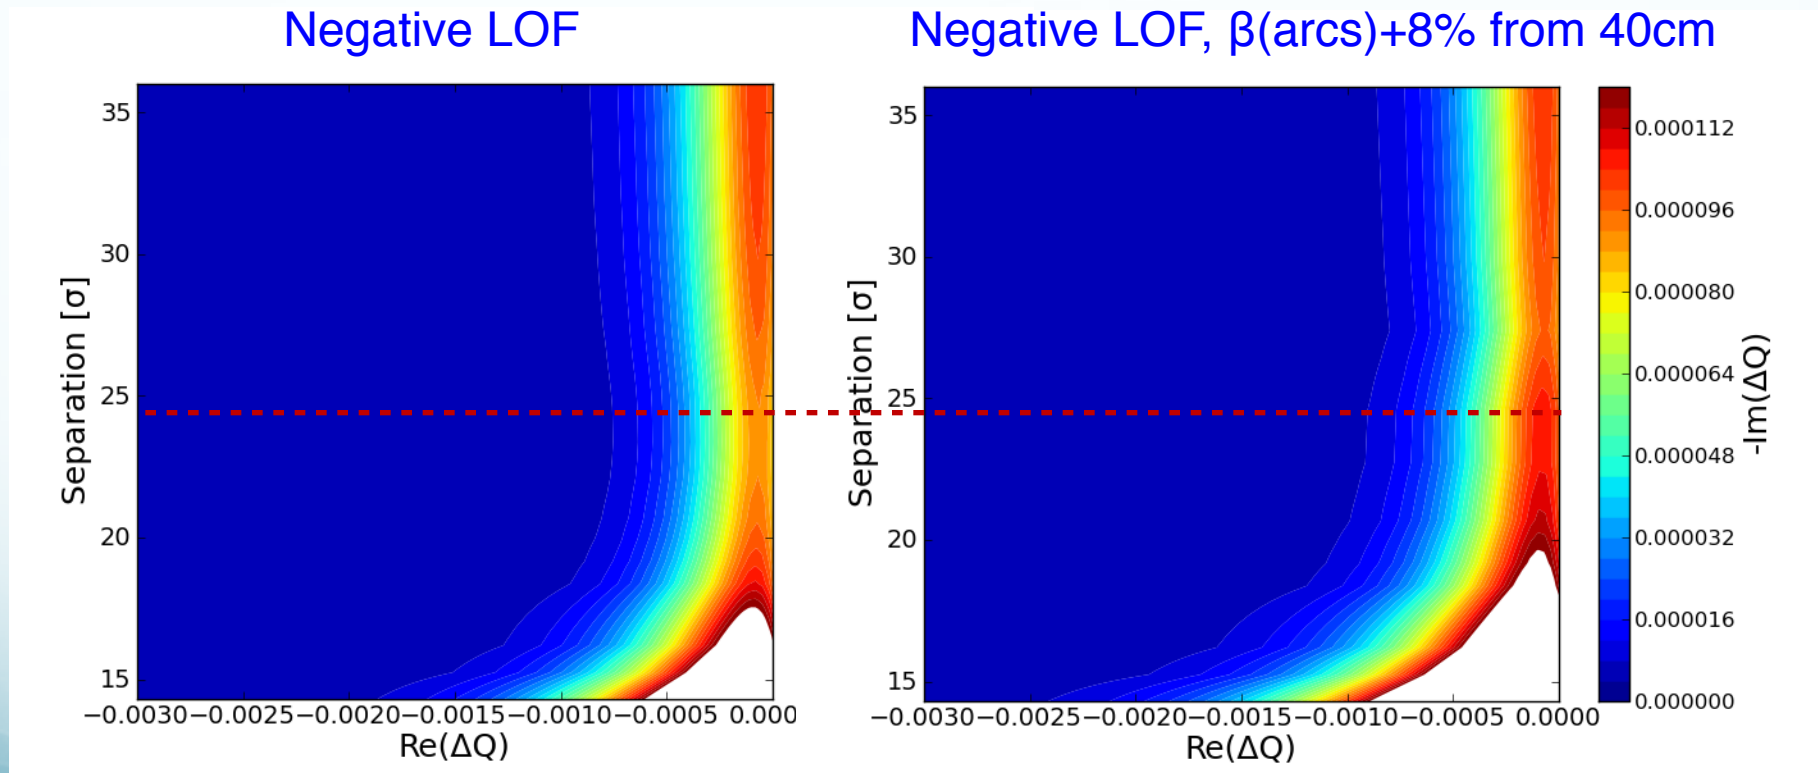 Negative LOF
Negative LOF, β(arcs)+8% from 40cm
35
30
25
20
15
Separation [σ]
−0.0030 −0.0025 −0.0020 −0.0015 −0.0010 −0.0005 0.000
Re(ΔQ)
35
30
25
20
15
Separation [σ]
−0.0030 −0.0025 −0.0020 −0.0015 −0.0010 −0.0005 0.0000
Re(ΔQ)
0.000112
0.000096
0.000080
0.000064
0.000048
0.000032
0.000016
0.0000000
-Im(ΔQ)